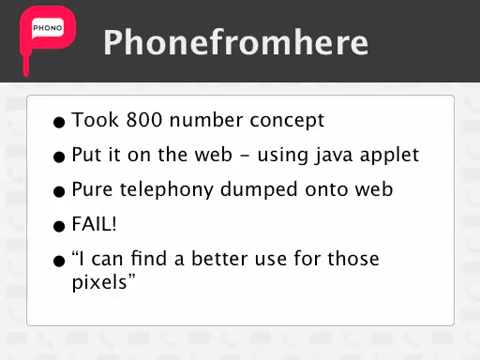 PHONO
Phonefromhere
● Took 800 number concept
● Put it on the web - using java applet
● Pure telephony dumped onto web
● FAIL!
● “I can find a better use for those
pixels”